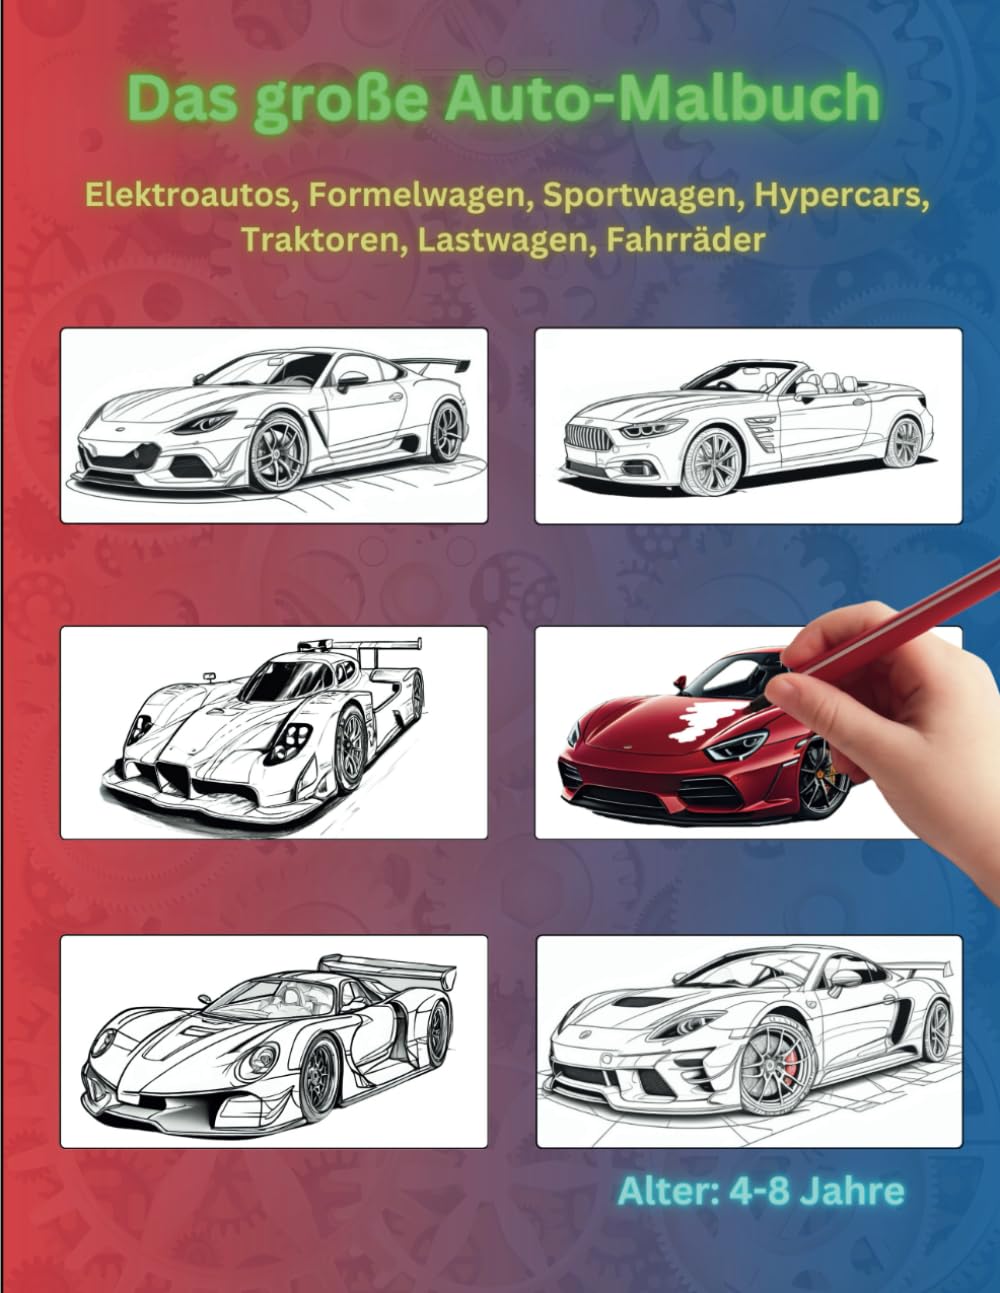 Das große Auto-Malbuch
Elektroautos, Formelwagen, Sportwagen, Hypercars,
Traktoren, Lastwagen, Fahrräder
Alter: 4-8 Jahre